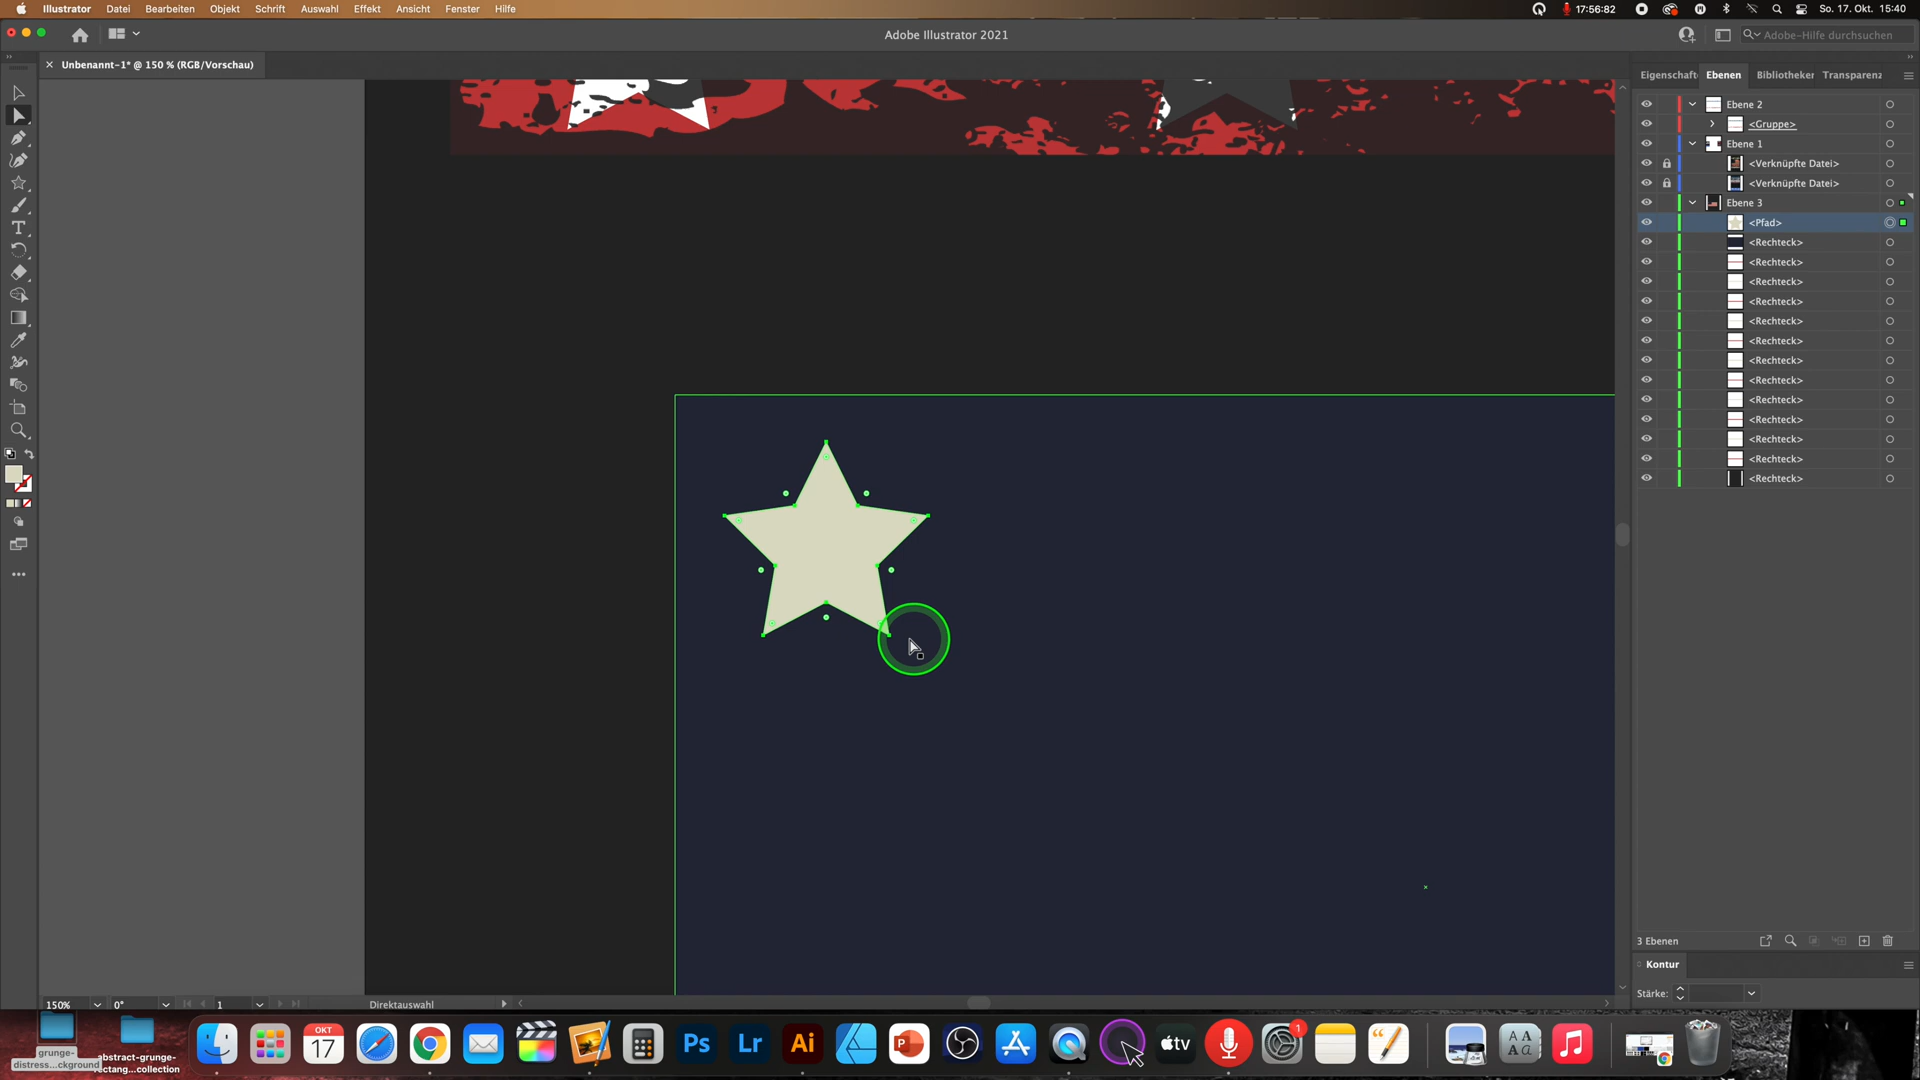 Illustrator Datei Bearbeiten Objekt Schrift Auswahl Effekt Ansicht Fenster Hilfe 17:56:82 So. 17. Okt. 15:40
Adobe Illustrator 2021 Adobe-Hilfe durchsuchen
Unbenannt-1* @ 150 % (RGB/Vorschau)
Eigenschaft Ebenen Bibliotheken Transparenz
Ebene 2
<Gruppe>
Ebene 1
<Verknüpfte Datei>
<Verknüpfte Datei>
Ebene 3
<Pfad>
<Rechteck>
<Rechteck>
<Rechteck>
<Rechteck>
<Rechteck>
<Rechteck>
<Rechteck>
<Rechteck>
<Rechteck>
<Rechteck>
<Rechteck>
<Rechteck>
<Rechteck>
3 Ebenen
Kontur
Stärke:
150% 0° 1 Direktauswahl
OKT
17
Ps Lr Ai
tv
1
AA
Aa
grunge-
distress...ckground
abstract-grunge-
rectang...collection